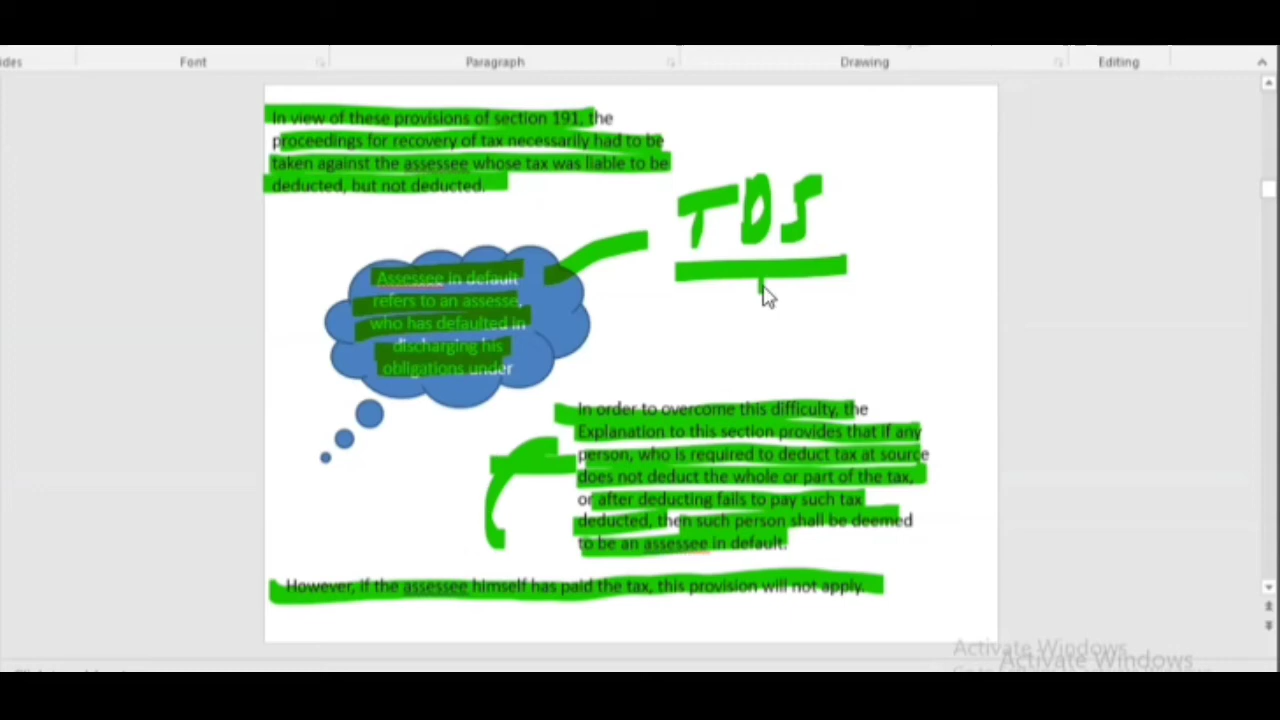 ides
Font
Paragraph
Drawing
Editing
In view of these provisions of section 191, the
proceedings for recovery of tax necessarily had to be
taken against the assessee whose tax was liable to be
deducted, but not deducted.
TDS
Assessee in default
refers to an assesse,
who has defaulted in
discharging his
obligations under
In order to overcome this difficulty, the
Explanation to this section provides that if any
person, who is required to deduct tax at source
does not deduct the whole or part of the tax,
or after deducting fails to pay such tax
deducted, then such person shall be deemed
to be an assessee in default.
However, if the assessee himself has paid the tax, this provision will not apply.
Activate Windows
Activate Windows